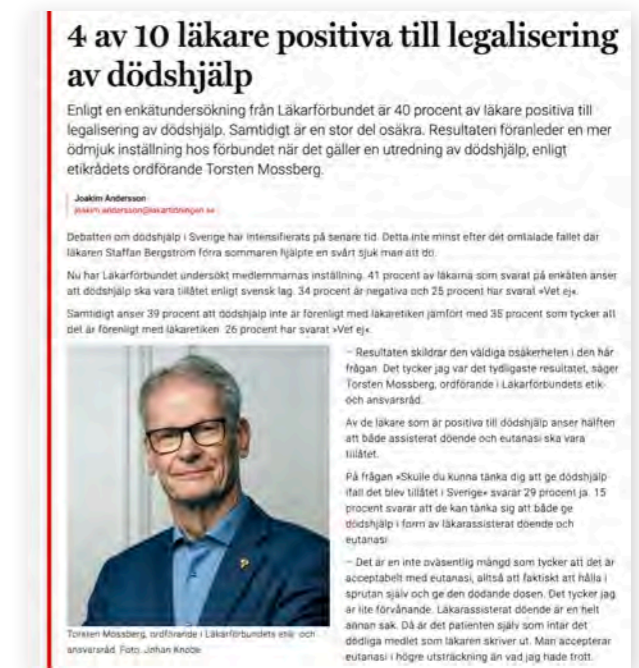 4 av 10 läkare positiva till legalisering
av dödshjälp
Enligt en enkätundersökning från Läkarförbundet är 40 procent av läkare positiva till
legalisering av dödshjälp. Samtidigt är en stor del osäkra. Resultaten föranleder en mer
ödmjuk inställning hos förbundet när det gäller en utredning av dödshjälp, enligt
etikrådets ordförande Torsten Mossberg.
Joakim Andersson
joakim.andersson@lakartidningen.se
Debatten om dödshjälp i Sverige har intensifierats på senare tid. Detta inte minst efter det omtalade fallet där
läkaren Staffan Bergström förra sommaren hjälpte en svårt sjuk man att dö.
Nu har Läkarförbundet undersökt medlemmarnas inställning. 41 procent av läkarna som svarat på enkäten anser
att dödshjälp ska vara tillåtet enligt svensk lag. 34 procent är negativa och 25 procent har svarat »Vet ej«.
Samtidigt anser 39 procent att dödshjälp inte är förenligt med läkaretiken jämfört med 35 procent som tycker att
det är förenligt med läkaretiken. 26 procent har svarat »Vet ej«.
– Resultaten skildrar den väldiga osäkerheten i den här
frågan. Det tycker jag var det tydligaste resultatet, säger
Torsten Mossberg, ordförande i Läkarförbundets etik-
och ansvarsråd.
Av de läkare som är positiva till dödshjälp anser hälften
att både assisterat döende och eutanasi ska vara
tillåtet.
På frågan »Skulle du kunna tänka dig att ge dödshjälp
ifall det blev tillåtet i Sverige« svarar 29 procent ja. 15
procent svarar att de kan tänka sig att både ge
dödshjälp i form av läkarassisterat döende och
eutanasi.
– Det är en inte oväsentlig mängd som tycker att det är
acceptabelt med eutanasi, alltså att faktiskt att hålla i
sprutan själv och ge den dödande dosen. Det tycker jag
är lite förvånande. Läkarassisterat döende är en helt
annan sak. Då är det patienten själv som intar det
dödliga medlet som läkaren skriver ut. Man accepterar
eutanasi i högre utsträckning än vad jag hade trott.
Torsten Mossberg, ordförande i Läkarförbundets etik- och
ansvarsråd. Foto: Johan Knobe